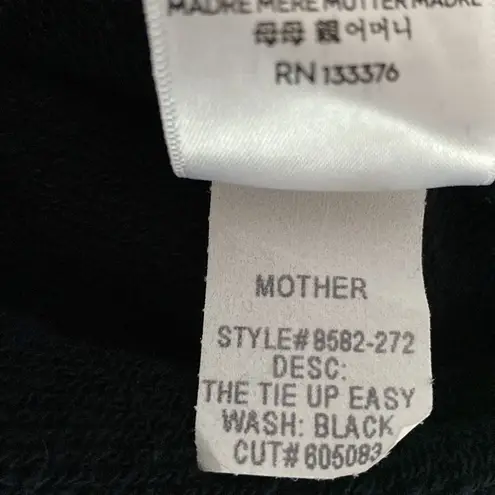 MADRE MERE MUTTER MADRE
母母 親 어머니
RN 133376
MOTHER
STYLE# 8582-272
DESC:
THE TIE UP EASY
WASH: BLACK
CUT# 605083